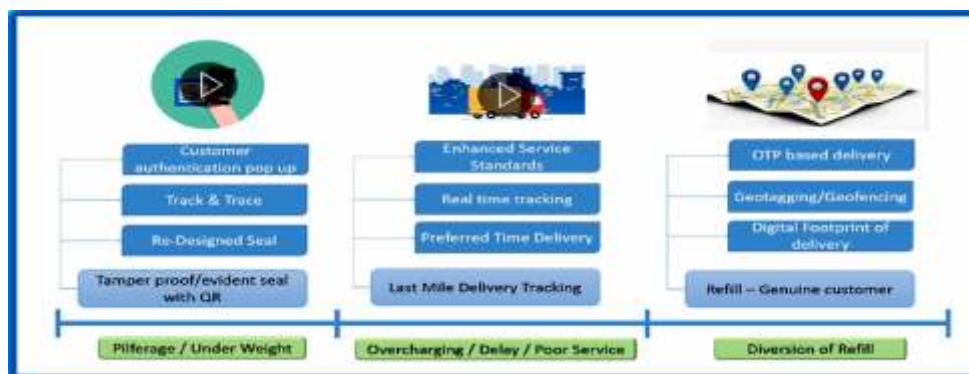 Customer
authentication pop up
Track & Trace
Re-Designed Seal
Tamper proof/evident seal
with QR
Pilferage / Under Weight
Enhanced Service
Standards
Real time tracking
Preferred Time Delivery
Last Mile Delivery Tracking
Overcharging / Delay / Poor Service
OTP based delivery
Geotagging/Geofencing
Digital Footprint of
delivery
Refill – Genuine customer
Diversion of Refill